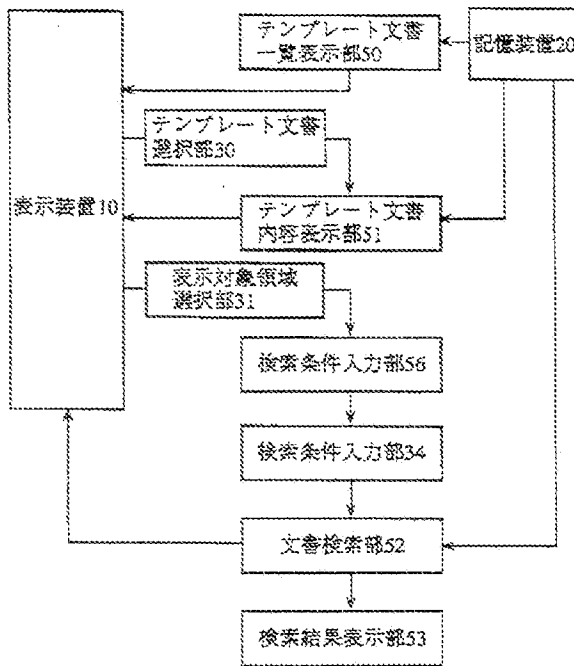 テンプレート文書
一覧表示部50
記憶装置20
テンプレート文書
選択部30
表示装置10
テンプレート文書
内容表示部51
表示対象領域
選択部31
検索条件入力部56
検索条件入力部34
文書検索部52
検索結果表示部53